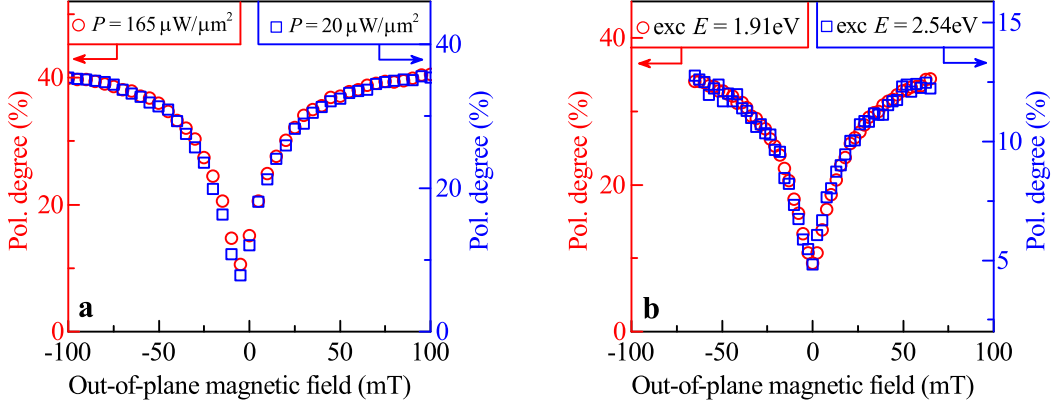 P = 165 µW/µm²
P = 20 µW/µm²
40
20
0
Pol. degree (%)
40
20
0
Pol. degree (%)
a
-100 -50 0 50 100
Out-of-plane magnetic field (mT)
exc E = 1.91eV
exc E = 2.54eV
40
20
0
Pol. degree (%)
15
10
5
Pol. degree (%)
b
-100 -50 0 50 100
Out-of-plane magnetic field (mT)